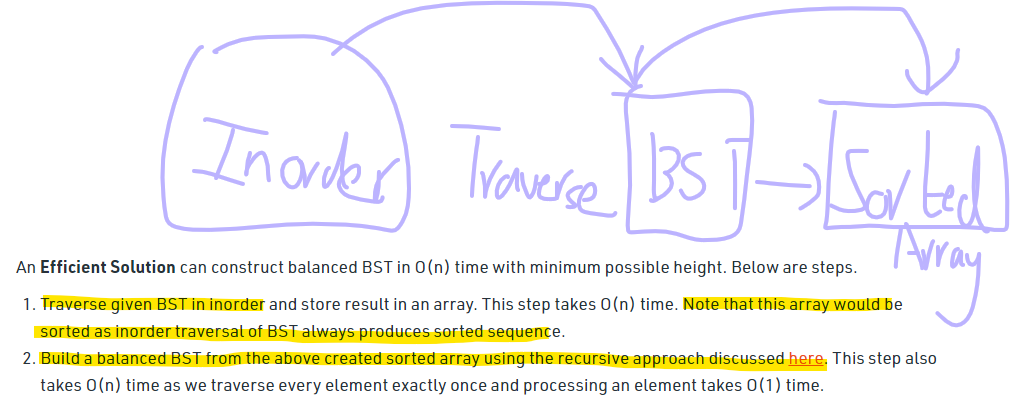 Inorder Traverse BST → Sorted
Array
An Efficient Solution can construct balanced BST in O(n) time with minimum possible height. Below are steps.
1. Traverse given BST in inorder and store result in an array. This step takes O(n) time. Note that this array would be
sorted as inorder traversal of BST always produces sorted sequence.
2. Build a balanced BST from the above created sorted array using the recursive approach discussed here. This step also
takes O(n) time as we traverse every element exactly once and processing an element takes O(1) time.